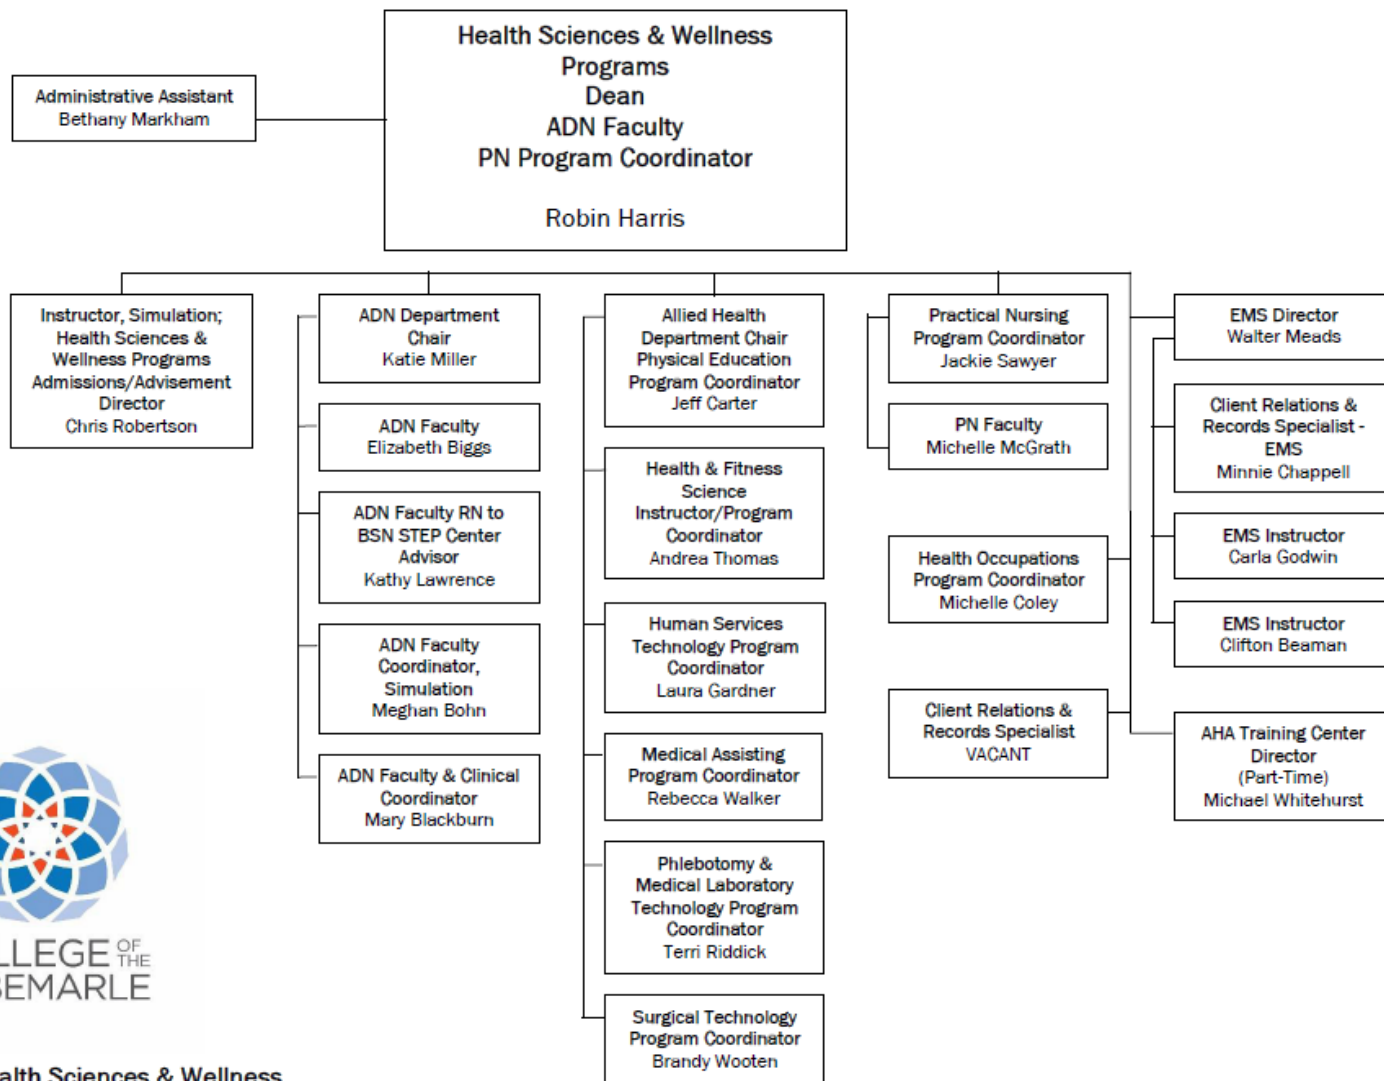 Health Sciences & Wellness
Programs
Dean
ADN Faculty
PN Program Coordinator
Robin Harris
Administrative Assistant
Bethany Markham
Instructor, Simulation;
Health Sciences &
Wellness Programs
Admissions/Advisement
Director
Chris Robertson
ADN Department
Chair
Katie Miller
ADN Faculty
Elizabeth Biggs
ADN Faculty RN to
BSN STEP Center
Advisor
Kathy Lawrence
ADN Faculty
Coordinator,
Simulation
Meghan Bohn
ADN Faculty & Clinical
Coordinator
Mary Blackburn
Allied Health
Department Chair
Physical Education
Program Coordinator
Jeff Carter
Health & Fitness
Science
Instructor/Program
Coordinator
Andrea Thomas
Human Services
Technology Program
Coordinator
Laura Gardner
Medical Assisting
Program Coordinator
Rebecca Walker
Phlebotomy &
Medical Laboratory
Technology Program
Coordinator
Terri Riddick
Surgical Technology
Program Coordinator
Brandy Wooten
Practical Nursing
Program Coordinator
Jackie Sawyer
PN Faculty
Michelle McGrath
Health Occupations
Program Coordinator
Michelle Coley
Client Relations &
Records Specialist
VACANT
EMS Director
Walter Meads
Client Relations &
Records Specialist -
EMS
Minnie Chappell
EMS Instructor
Carla Godwin
EMS Instructor
Clifton Beaman
AHA Training Center
Director
(Part-Time)
Michael Whitehurst
LLEGE OF THE
BEMARLE
alth Sciences & Wellness